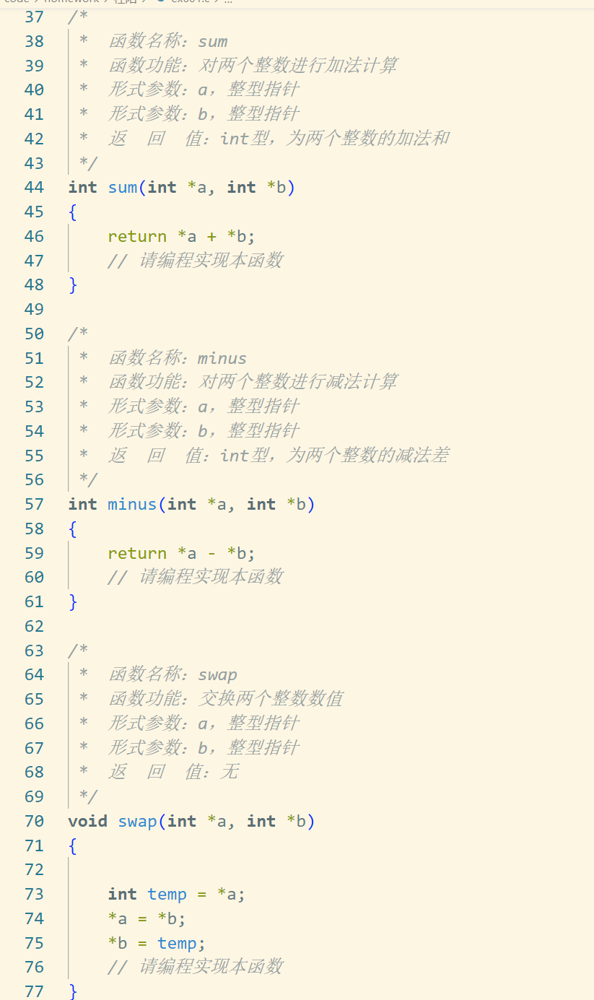 37 /*
38 * 函数名称：sum
39 * 函数功能：对两个整数进行加法计算
40 * 形式参数：a，整型指针
41 * 形式参数：b，整型指针
42 * 返 回 值：int型，为两个整数的加法和
43 */
44 int sum(int *a, int *b)
45 {
46 return *a + *b;
47 // 请编程实现本函数
48 }
49
50 /*
51 * 函数名称：minus
52 * 函数功能：对两个整数进行减法计算
53 * 形式参数：a，整型指针
54 * 形式参数：b，整型指针
55 * 返 回 值：int型，为两个整数的减法差
56 */
57 int minus(int *a, int *b)
58 {
59 return *a - *b;
60 // 请编程实现本函数
61 }
62
63 /*
64 * 函数名称：swap
65 * 函数功能：交换两个整数数值
66 * 形式参数：a，整型指针
67 * 形式参数：b，整型指针
68 * 返 回 值：无
69 */
70 void swap(int *a, int *b)
71 {
72
73 int temp = *a;
74 *a = *b;
75 *b = temp;
76 // 请编程实现本函数
77 }